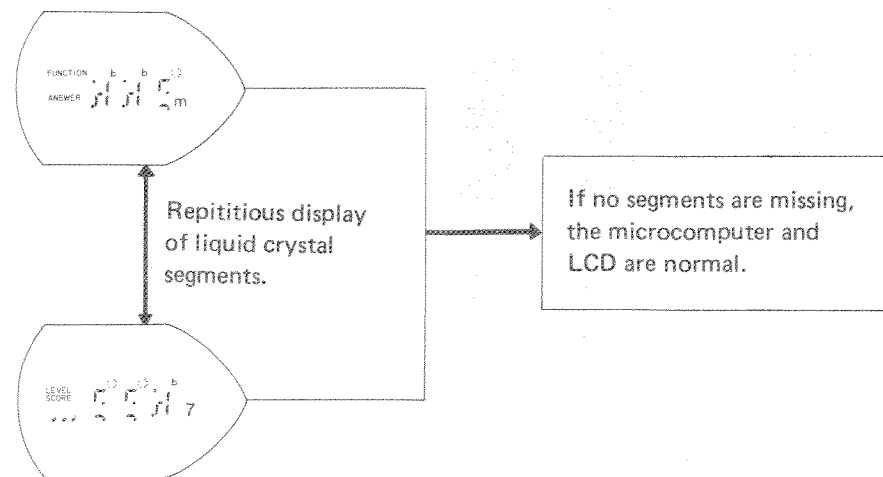 FUNCTION
ANSWER
b b
m
Repititious display
of liquid crystal
segments.
If no segments are missing,
the microcomputer and
LCD are normal.
LEVEL
SCORE
b
7